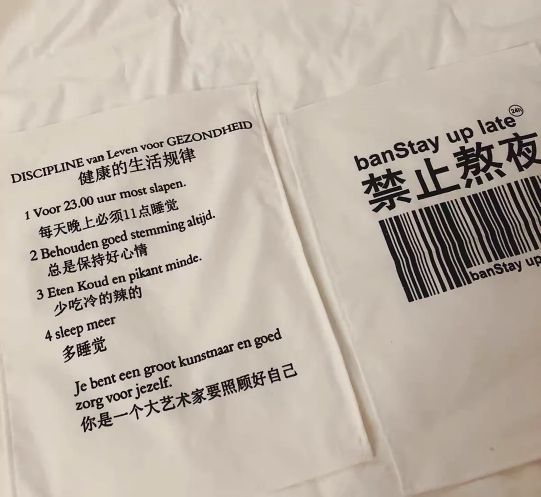 DISCIPLINE van Leven voor GEZONDHEID
健康的生活规律
1 Voor 23.00 uur most slapen.
每天晚上必须11点睡觉
2 Behouden goed stemming altijd.
总是保持好心情
3 Eten Koud en pikant minde.
少吃冷的辣的
4 sleep meer
多睡觉
Je bent een groot kunstnaar en goed
zorg voor jezelf.
你是一个大艺术家要照顾好自己
24h
banStay up late
禁止熬夜
banStay up